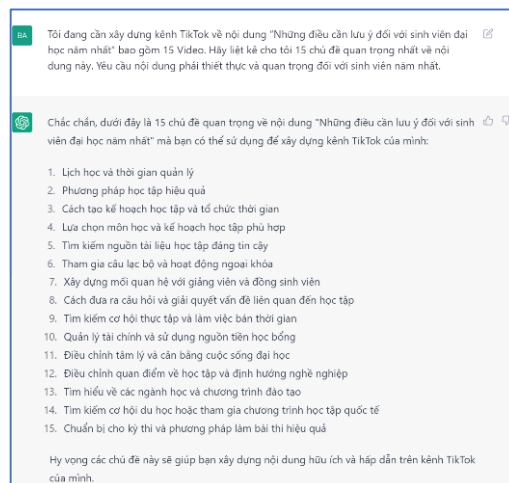 BA
Tôi đang cần xây dựng kênh TikTok về nội dung "Những điều cần lưu ý đối với sinh viên đại
học năm nhất" bao gồm 15 Video. Hãy liệt kê cho tôi 15 chủ đề quan trọng nhất về nội
dung này. Yêu cầu nội dung phải thiết thực và quan trọng đối với sinh viên năm nhất.
Chắc chắn, dưới đây là 15 chủ đề quan trọng về nội dung "Những điều cần lưu ý đối với sinh
viên đại học năm nhất" mà bạn có thể sử dụng để xây dựng kênh TikTok của mình:
1. Lịch học và thời gian quản lý
2. Phương pháp học tập hiệu quả
3. Cách tạo kế hoạch học tập và tổ chức thời gian
4. Lựa chọn môn học và kế hoạch học tập phù hợp
5. Tìm kiếm nguồn tài liệu học tập đáng tin cậy
6. Tham gia câu lạc bộ và hoạt động ngoại khóa
7. Xây dựng mối quan hệ với giảng viên và đồng sinh viên
8. Cách đưa ra câu hỏi và giải quyết vấn đề liên quan đến học tập
9. Tìm kiếm cơ hội thực tập và làm việc bán thời gian
10. Quản lý tài chính và sử dụng nguồn tiền học bổng
11. Điều chỉnh tâm lý và cân bằng cuộc sống đại học
12. Điều chỉnh quan điểm về học tập và định hướng nghề nghiệp
13. Tìm hiểu về các ngành học và chương trình đào tạo
14. Tìm kiếm cơ hội du học hoặc tham gia chương trình học tập quốc tế
15. Chuẩn bị cho kỳ thi và phương pháp làm bài thi hiệu quả
Hy vọng các chủ đề này sẽ giúp bạn xây dựng nội dung hữu ích và hấp dẫn trên kênh TikTok
của mình.